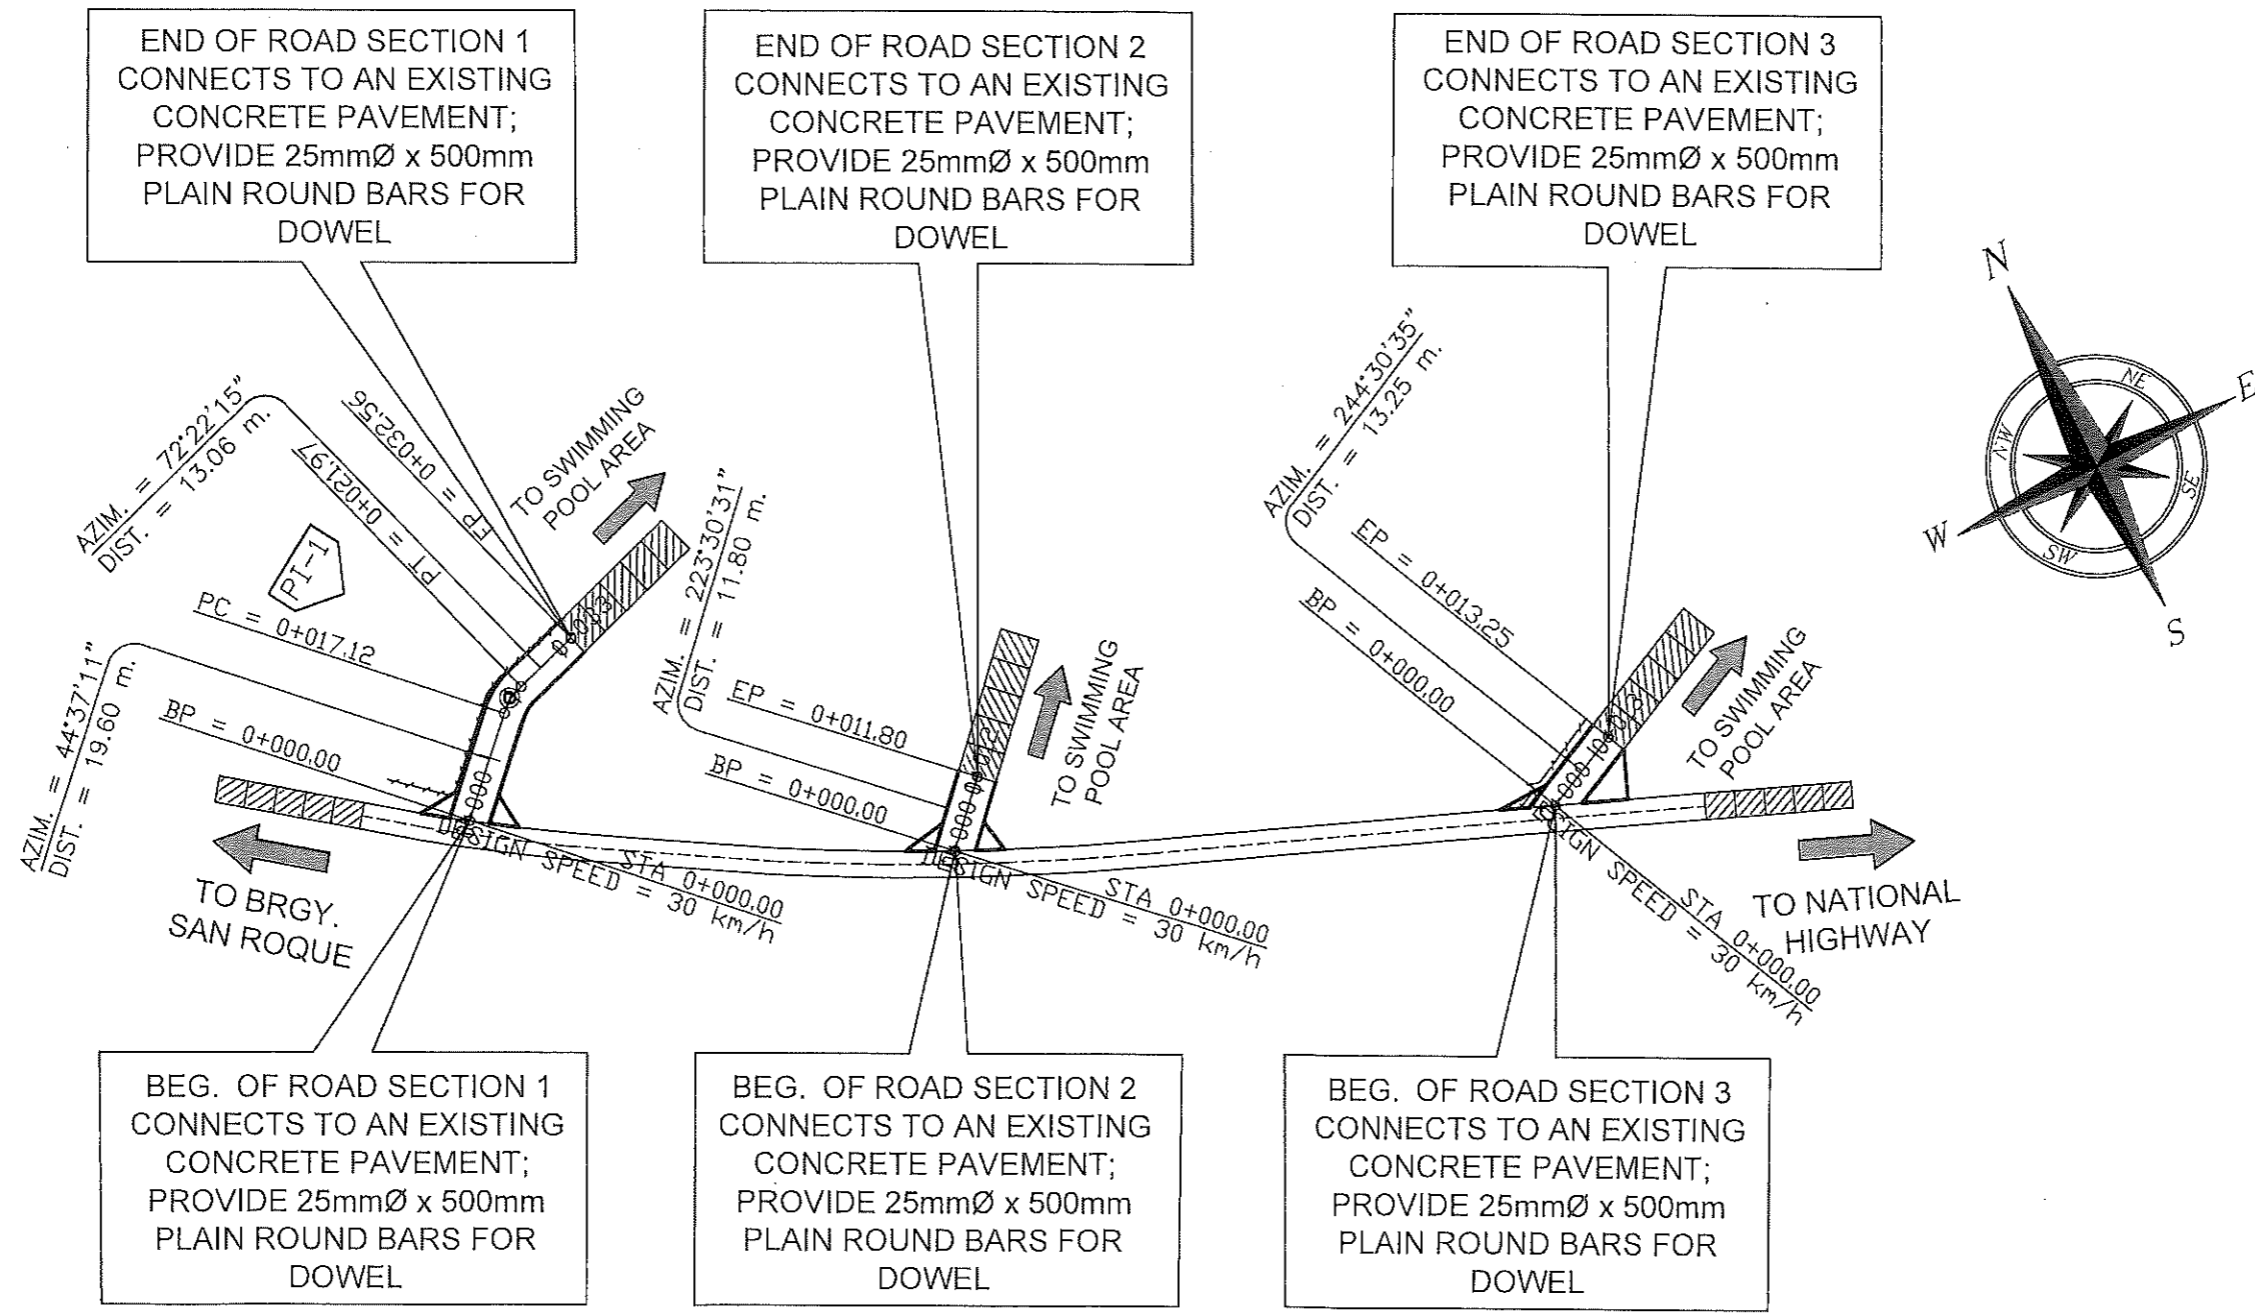 END OF ROAD SECTION 1
CONNECTS TO AN EXISTING
CONCRETE PAVEMENT;
PROVIDE 25mmØ x 500mm
PLAIN ROUND BARS FOR
DOWEL
END OF ROAD SECTION 2
CONNECTS TO AN EXISTING
CONCRETE PAVEMENT;
PROVIDE 25mmØ x 500mm
PLAIN ROUND BARS FOR
DOWEL
END OF ROAD SECTION 3
CONNECTS TO AN EXISTING
CONCRETE PAVEMENT;
PROVIDE 25mmØ x 500mm
PLAIN ROUND BARS FOR
DOWEL
N
NE
E
SE
S
SW
W
NW
AZIM. = 72°22'15"
DIST. = 13.06 m.
EP = 0+032.56
PT = 0+021.97
PI-1
PC = 0+017.12
AZIM. = 44°37'11"
DIST. = 19.60 m.
BP = 0+000.00
TO SWIMMING
POOL AREA
0+033
AZIM. = 223°30'31"
DIST. = 11.80 m.
EP = 0+011.80
BP = 0+000.00
TO SWIMMING
POOL AREA
AZIM. = 244°30'35"
DIST. = 13.25 m.
EP = 0+013.25
BP = 0+000.00
TO SWIMMING
POOL AREA
TO BRGY.
SAN ROQUE
STA 0+000.00
DESIGN SPEED = 30 km/h
STA 0+000.00
DESIGN SPEED = 30 km/h
STA 0+000.00
DESIGN SPEED = 30 km/h
TO NATIONAL
HIGHWAY
BEG. OF ROAD SECTION 1
CONNECTS TO AN EXISTING
CONCRETE PAVEMENT;
PROVIDE 25mmØ x 500mm
PLAIN ROUND BARS FOR
DOWEL
BEG. OF ROAD SECTION 2
CONNECTS TO AN EXISTING
CONCRETE PAVEMENT;
PROVIDE 25mmØ x 500mm
PLAIN ROUND BARS FOR
DOWEL
BEG. OF ROAD SECTION 3
CONNECTS TO AN EXISTING
CONCRETE PAVEMENT;
PROVIDE 25mmØ x 500mm
PLAIN ROUND BARS FOR
DOWEL